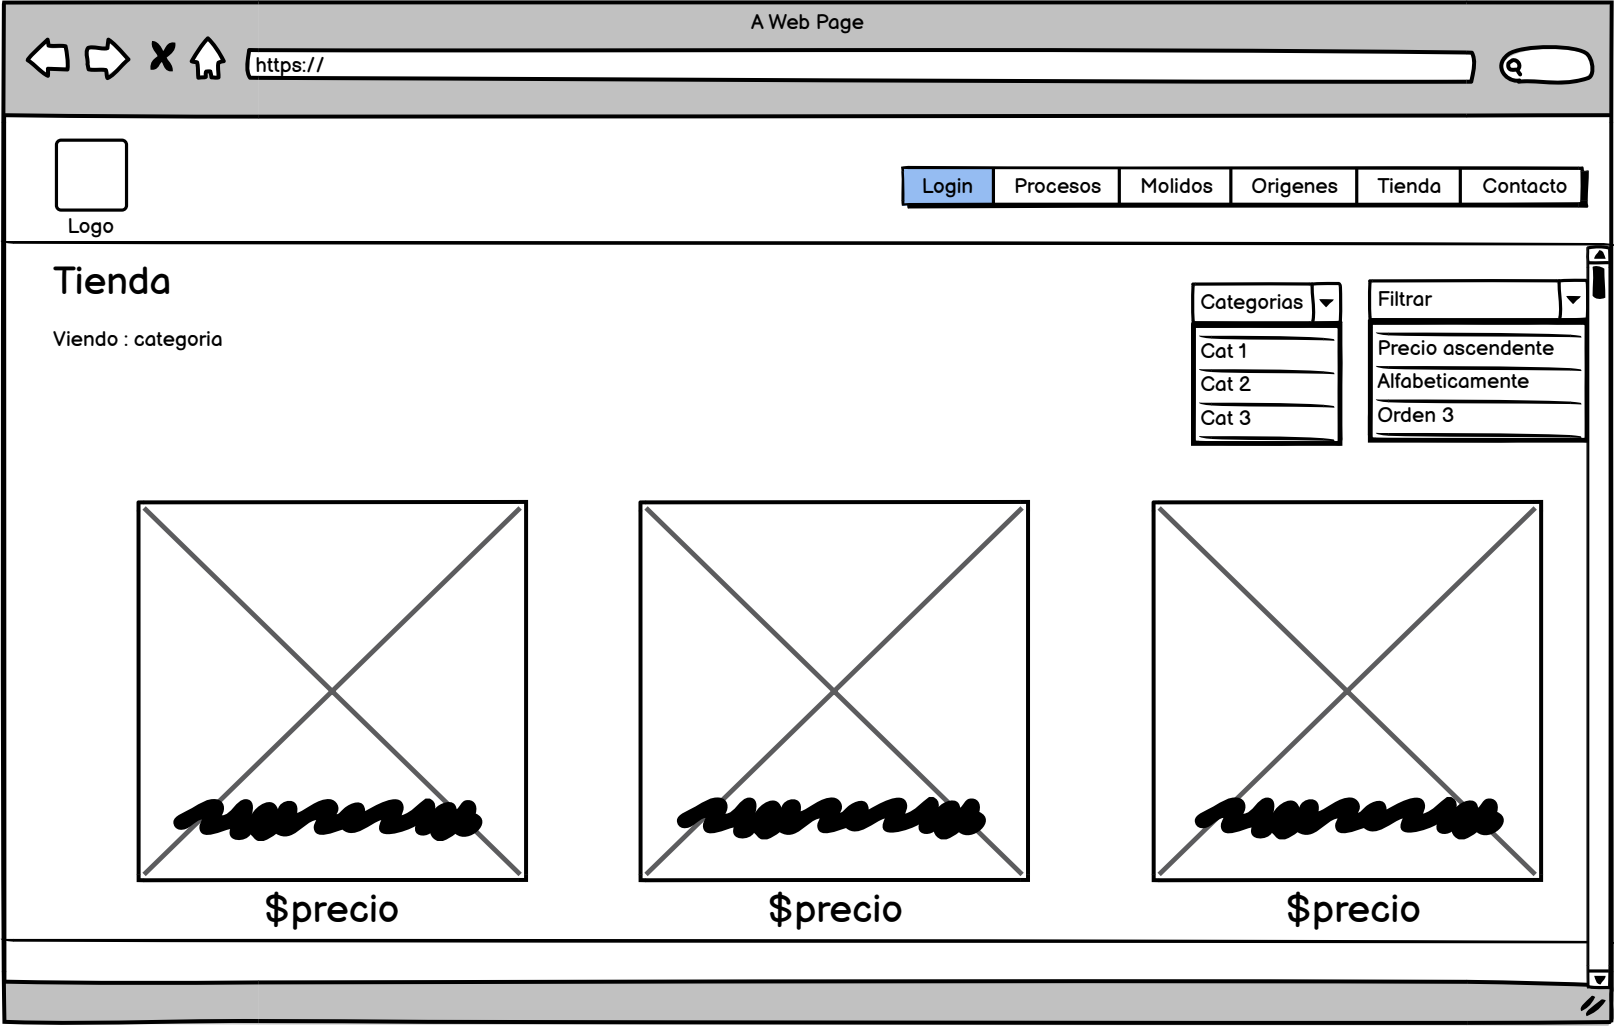 A Web Page
https://
Login Procesos Molidos Origenes Tienda Contacto
Logo
Tienda
Categorias
Filtrar
Viendo : categoria
Cat 1
Cat 2
Cat 3
Precio ascendente
Alfabeticamente
Orden 3
$precio $precio $precio